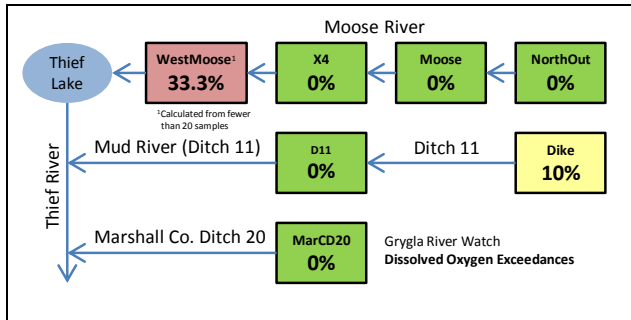 Moose River
Thief
Lake
WestMoose¹
33.3%
X4
0%
Moose
0%
NorthOut
0%
¹Calculated from fewer
than 20 samples
Mud River (Ditch 11)
D11
0%
Ditch 11
Dike
10%
Thief River
Marshall Co. Ditch 20
MarCD20
0%
Grygla River Watch
Dissolved Oxygen Exceedances